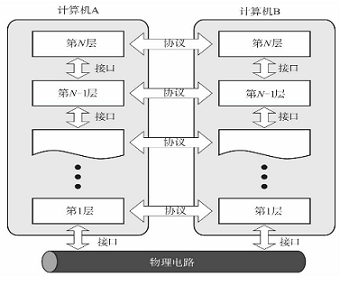 计算机A 计算机B
第N层 协议 第N层
接口 接口
第N-1层 协议 第N-1层
接口 接口
协议
第1层 协议 第1层
接口 接口
物理电路